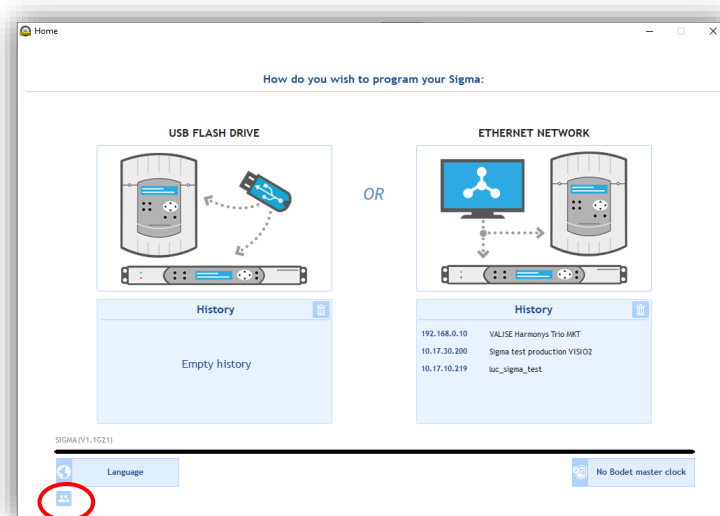 Home
How do you wish to program your Sigma:
USB FLASH DRIVE
OR
ETHERNET NETWORK
History
Empty history
History
192.168.0.10 VALISE Harmonys Trio MKT
10.17.30.200 Sigma test production VISIO2
10.17.10.219 luc_sigma_test
SIGMA (V1.1G21)
Language
No Bodet master clock